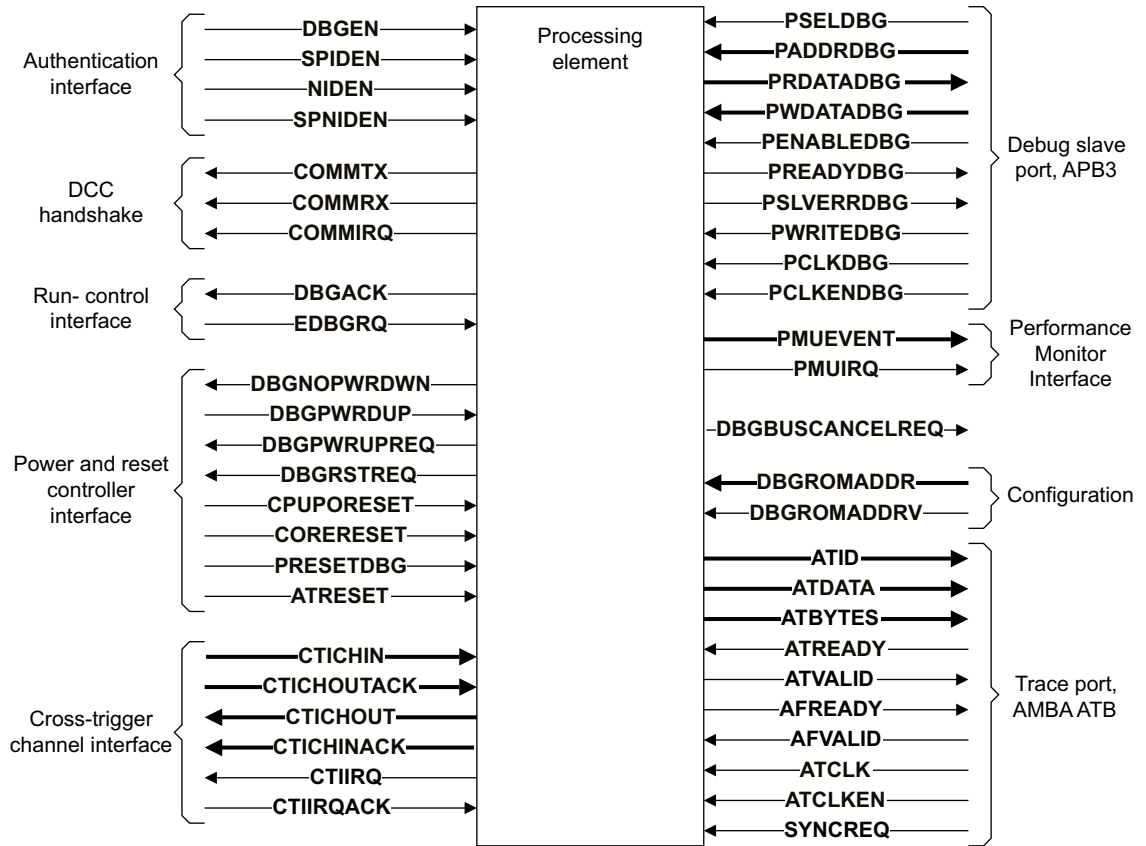 Processing
element
Authentication
interface
DBGEN
SPIDEN
NIDEN
SPNIDEN
DCC
handshake
COMMTX
COMMRX
COMMIRQ
Run- control
interface
DBGACK
EDBGRQ
Power and reset
controller
interface
DBGNOPWRDWN
DBGPWRDUP
DBGPWRUPREQ
DBGRSTREQ
CPUPORESET
CORERESET
PRESETDBG
ATRESET
Cross-trigger
channel interface
CTICHIN
CTICHOUTACK
CTICHOUT
CTICHINACK
CTIIRQ
CTIIRQACK
PSELDBG
PADDRDBG
PRDATADBG
PWDATADBG
PENABLEDBG
PREADYDBG
PSLVERRDBG
PWRITEDBG
PCLKDBG
PCLKENDBG
Debug slave
port, APB3
PMUEVENT
PMUIRQ
Performance
Monitor
Interface
DBGBUSCANCELREQ
DBGROMADDR
DBGROMADDRV
Configuration
ATID
ATDATA
ATBYTES
ATREADY
ATVALID
AFREADY
AFVALID
ATCLK
ATCLKEN
SYNCREQ
Trace port,
AMBA ATB